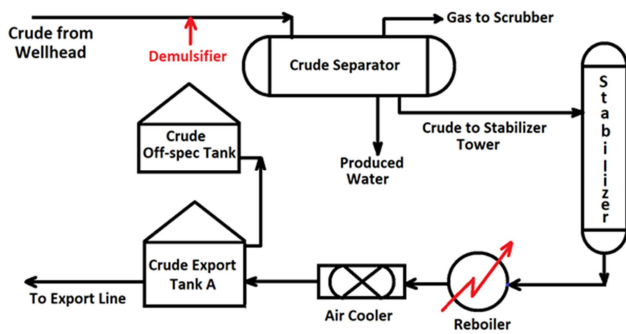 Crude from
Wellhead
Demulsifier
Gas to Scrubber
Crude Separator
Crude to Stabilizer
Tower
Produced
Water
Stabilizer
Crude
Off-spec Tank
Crude Export
Tank A
To Export Line
Air Cooler
Reboiler